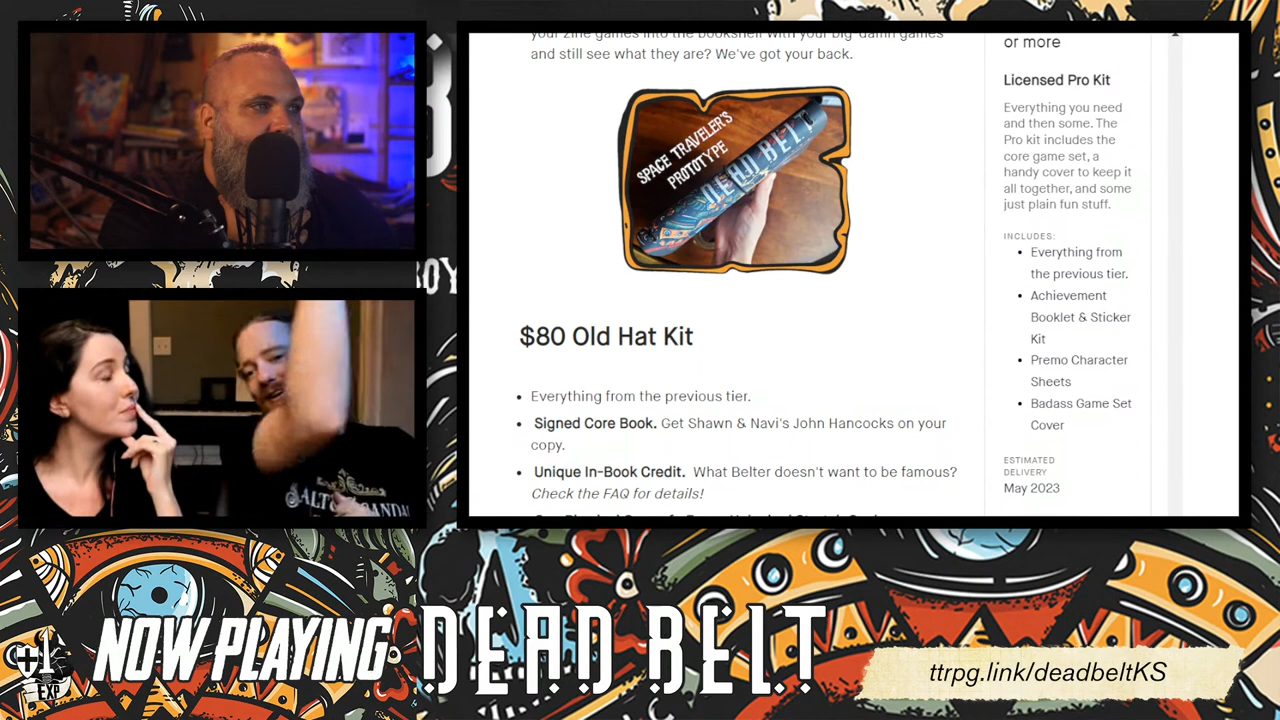 your zine games into the bookshelf with your big-damn games
and still see what they are? We've got your back.
SPACE TRAVELER'S
PROTOTYPE
DEAD BELT
$80 Old Hat Kit
Everything from the previous tier.
Signed Core Book. Get Shawn & Navi's John Hancocks on your
copy.
Unique In-Book Credit. What Belter doesn't want to be famous?
Check the FAQ for details!
or more
Licensed Pro Kit
Everything you need
and then some. The
Pro kit includes the
core game set, a
handy cover to keep it
all together, and some
just plain fun stuff.
INCLUDES:
Everything from
the previous tier.
Achievement
Booklet & Sticker
Kit
Premo Character
Sheets
Badass Game Set
Cover
ESTIMATED
DELIVERY
May 2023
+1
EXP
NOW PLAYING DEAD BELT
ttrpg.link/deadbeltKS